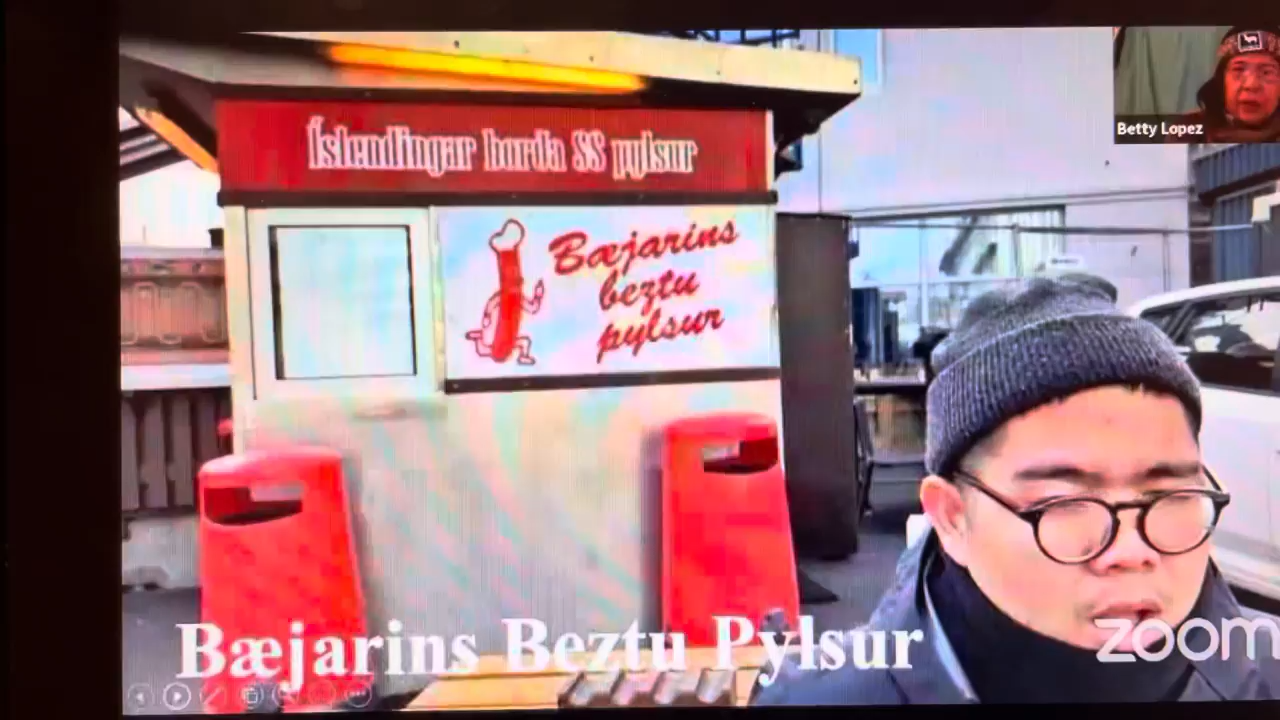 Íslendingar borða SS pylsur
Bæjarins
beztu
pylsur
Betty Lopez
Bæjarins Beztu Pylsur
zoom